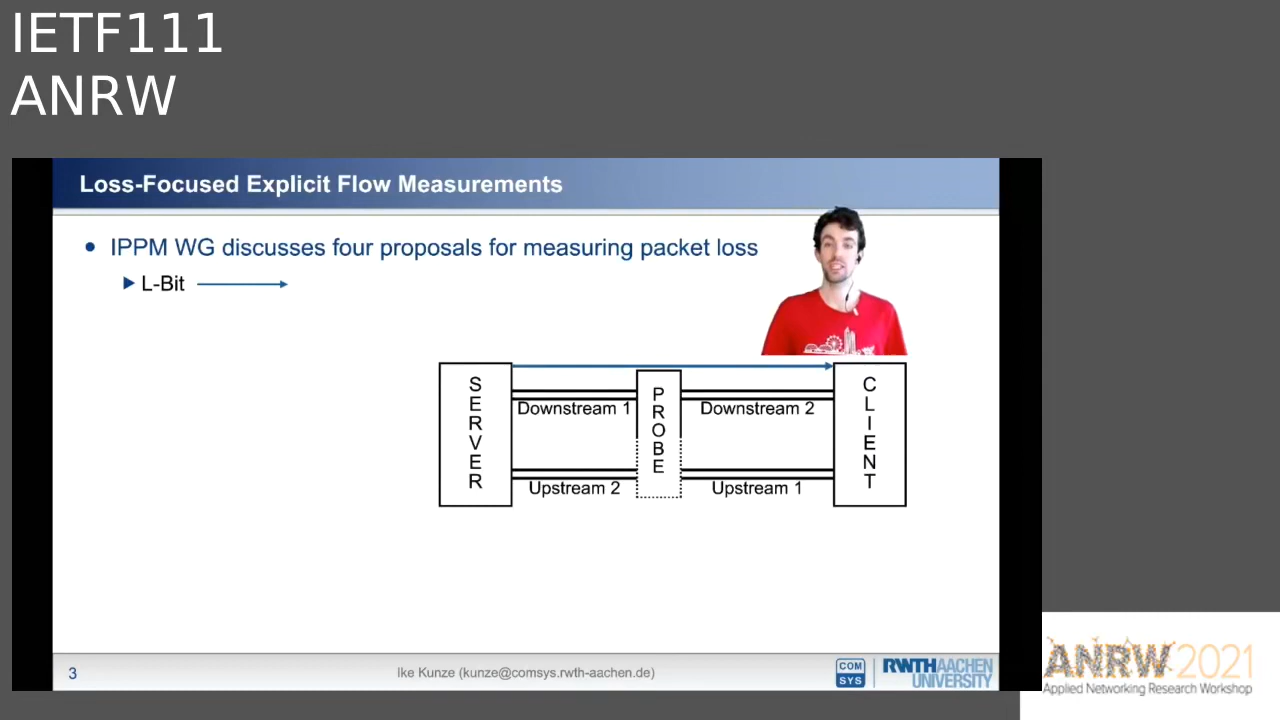 IETF111
ANRW
Loss-Focused Explicit Flow Measurements
IPPM WG discusses four proposals for measuring packet loss
L-Bit
SERVER
Downstream 1
PROBE
Downstream 2
CLIENT
Upstream 2
Upstream 1
3
Ike Kunze (kunze@comsys.rwth-aachen.de)
COM
SYS
RWTHAACHEN
UNIVERSITY
ANRW 2021
Applied Networking Research Workshop